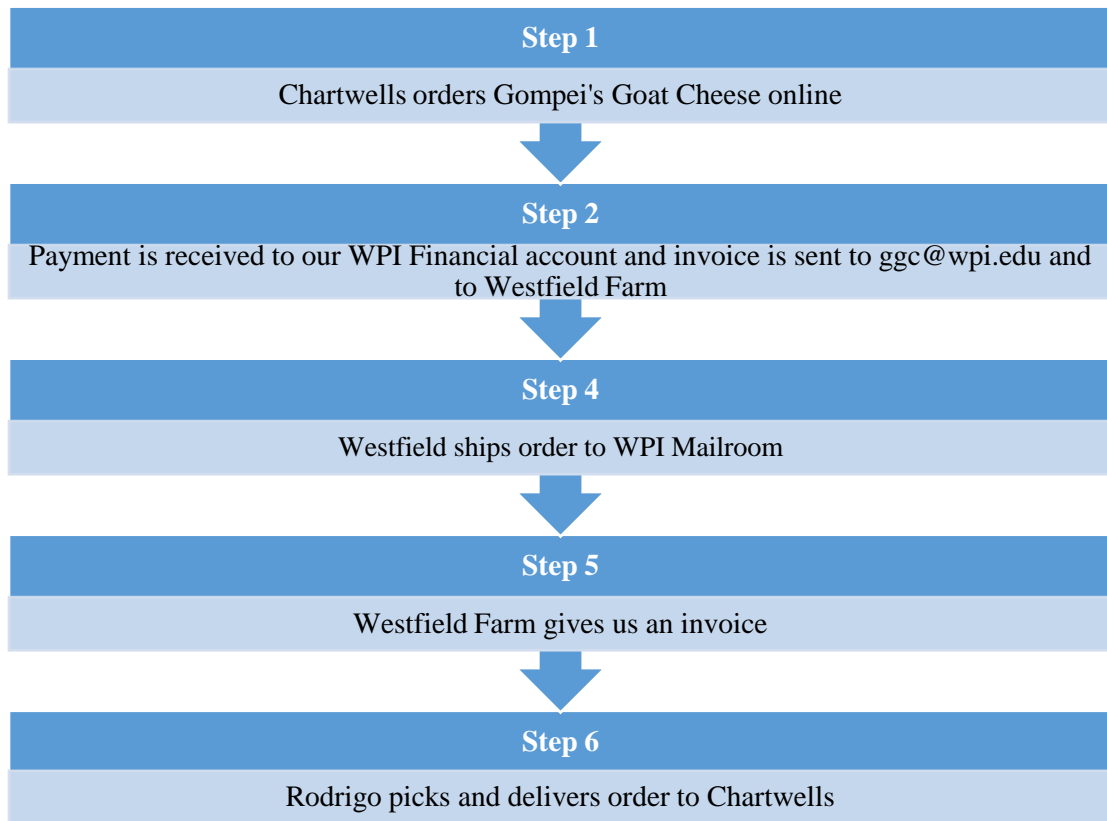 Step 1
Chartwells orders Gompei's Goat Cheese online
Step 2
Payment is received to our WPI Financial account and invoice is sent to ggc@wpi.edu and
to Westfield Farm
Step 4
Westfield ships order to WPI Mailroom
Step 5
Westfield Farm gives us an invoice
Step 6
Rodrigo picks and delivers order to Chartwells